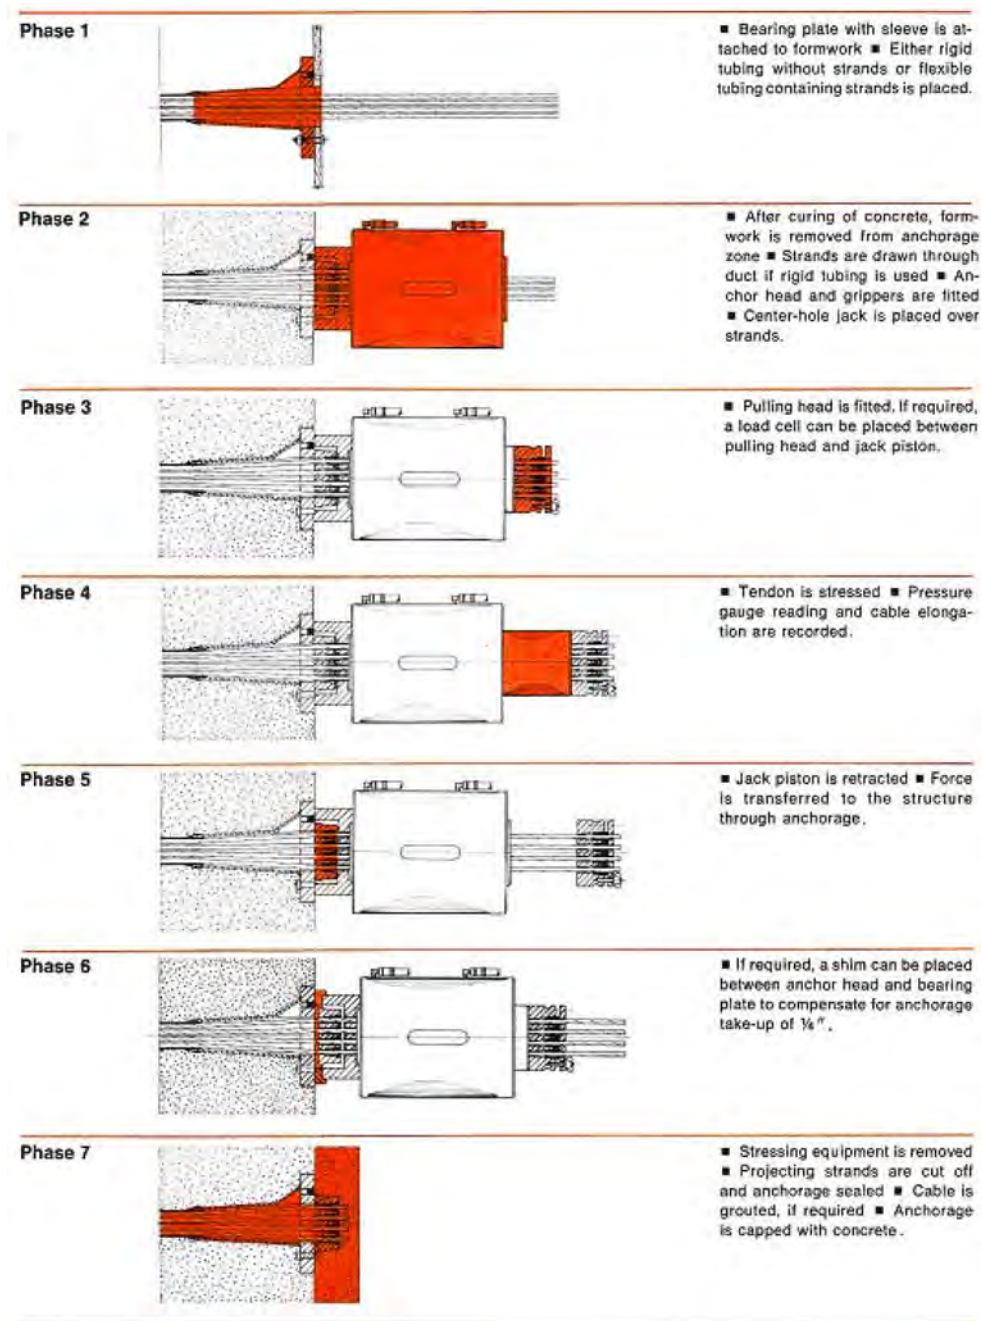 Phase 1
■ Bearing plate with sleeve is at-
tached to formwork ■ Either rigid
tubing without strands or flexible
tubing containing strands is placed.
Phase 2
■ After curing of concrete, form-
work is removed from anchorage
zone ■ Strands are drawn through
duct if rigid tubing is used ■ An-
chor head and grippers are fitted
■ Center-hole jack is placed over
strands.
Phase 3
■ Pulling head is fitted. If required,
a load cell can be placed between
pulling head and jack piston.
Phase 4
■ Tendon is stressed ■ Pressure
gauge reading and cable elonga-
tion are recorded.
Phase 5
■ Jack piston is retracted ■ Force
is transferred to the structure
through anchorage.
Phase 6
■ If required, a shim can be placed
between anchor head and bearing
plate to compensate for anchorage
take-up of ¼".
Phase 7
■ Stressing equipment is removed
■ Projecting strands are cut off
and anchorage sealed ■ Cable is
grouted, if required ■ Anchorage
is capped with concrete.